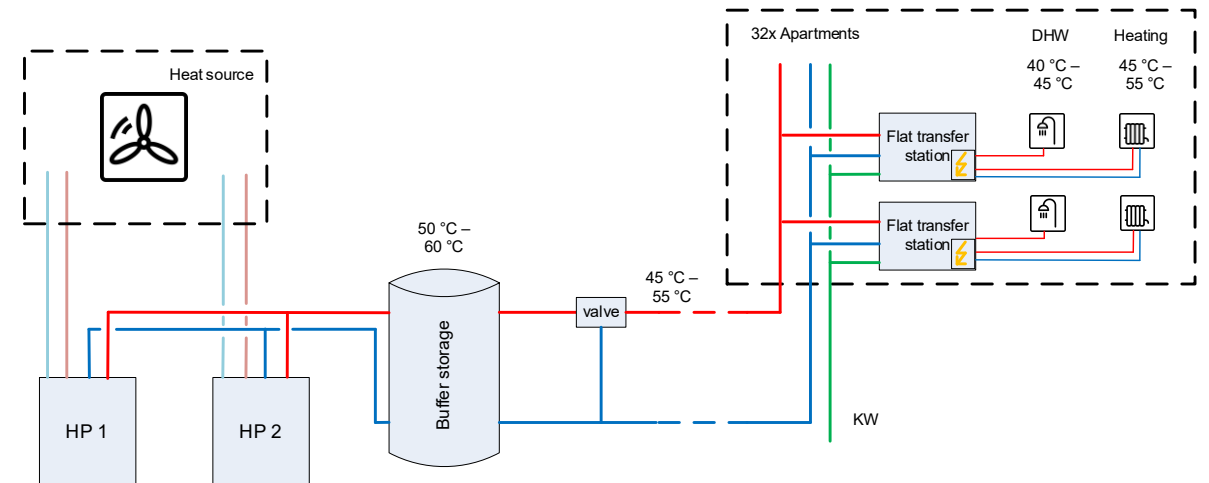 Heat source
32x Apartments
DHW
Heating
40 °C –
45 °C
45 °C –
55 °C
Flat transfer
station
Flat transfer
station
50 °C –
60 °C
45 °C –
55 °C
valve
Buffer storage
HP 1
HP 2
KW